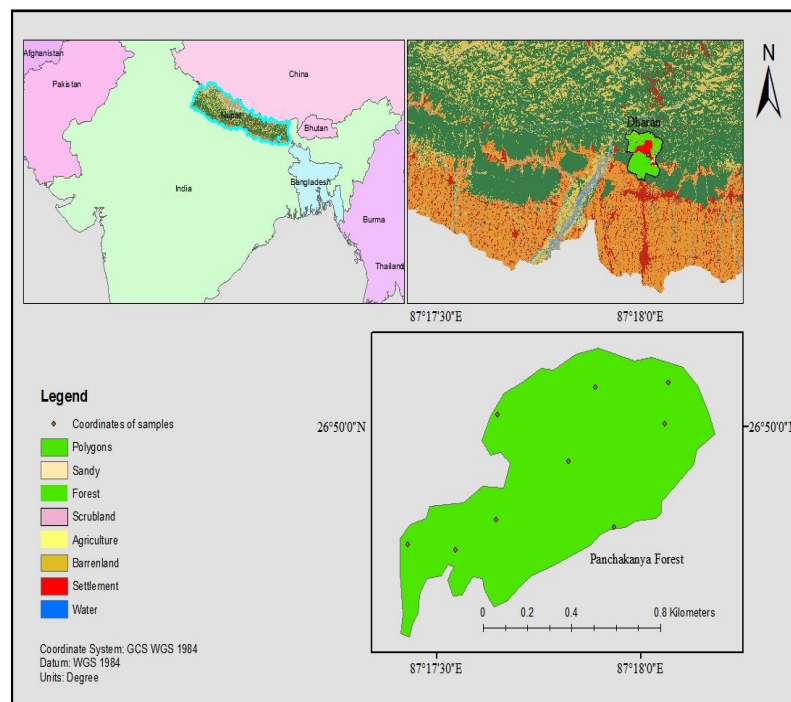 Afghanistan
Pakistan
China
Nepal
Bhutan
India
Bangladesh
Burma
Thailand
Dharan
N
87°17'30"E
87°18'0"E
Legend
Coordinates of samples
Polygons
Sandy
Forest
Scrubland
Agriculture
Barrenland
Settlement
Water
26°50'0"N
26°50'0"N
Panchakanya Forest
0 0.2 0.4 0.8 Kilometers
87°17'30"E
87°18'0"E
Coordinate System: GCS WGS 1984
Datum: WGS 1984
Units: Degree